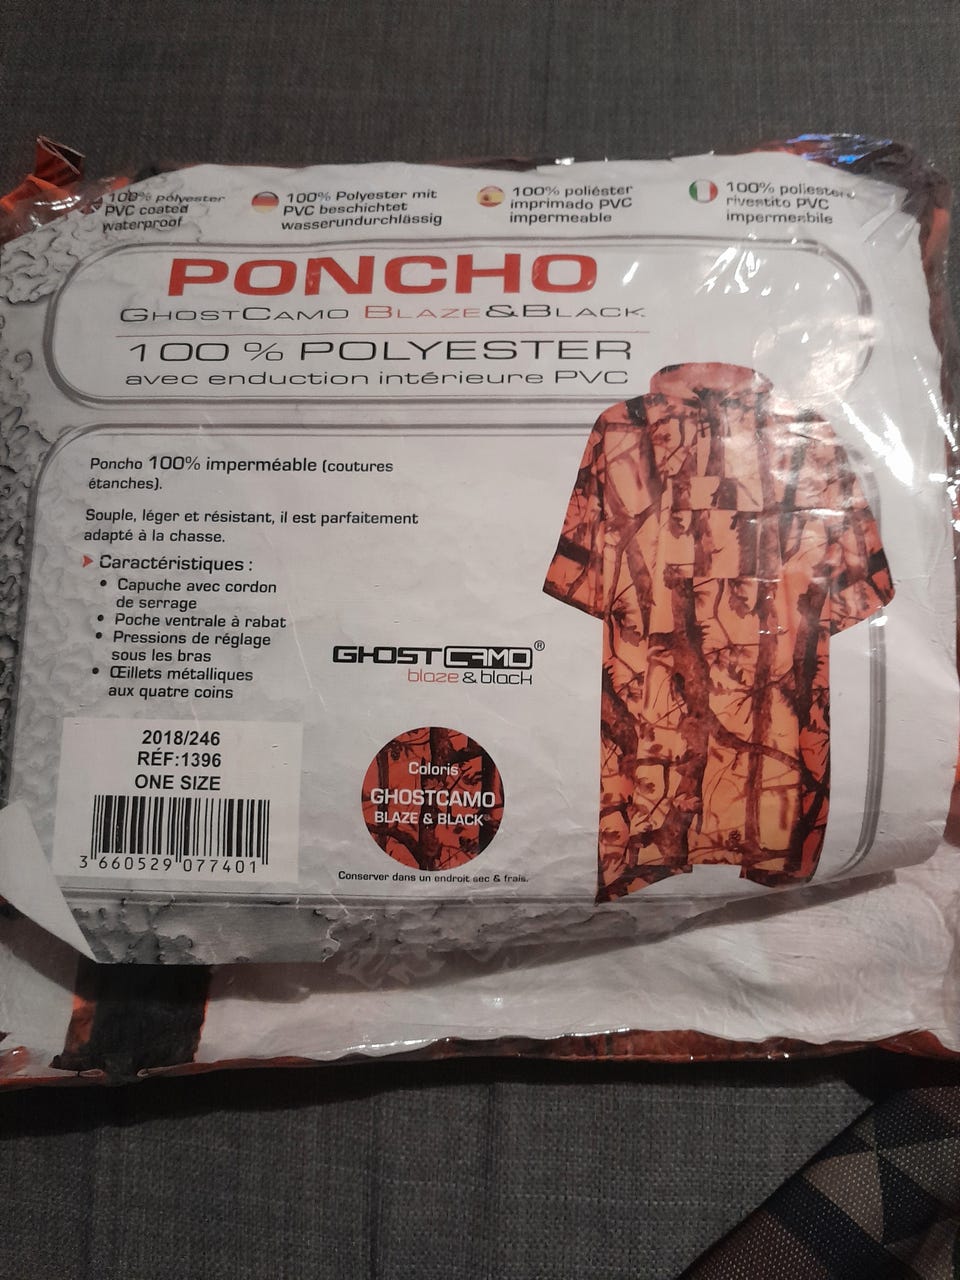 100% polyester
PVC coated
waterproof
100% Polyester mit
PVC beschichtet
wasserundurchlässig
100% poliéster
imprimado PVC
impermeable
100% poliestere
rivestito PVC
impermeabile
PONCHO
GHOSTCAMO BLAZE&BLACK
100 % POLYESTER
avec enduction intérieure PVC
Poncho 100% imperméable (coutures
étanches).
Souple, léger et résistant, il est parfaitement
adapté à la chasse.
Caractéristiques :
• Capuche avec cordon
de serrage
• Poche ventrale à rabat
• Pressions de réglage
sous les bras
• Œillets métalliques
aux quatre coins
GHOSTCAMO®
blaze & black
2018/246
RÉF:1396
ONE SIZE
3 660529 077401
Coloris
GHOSTCAMO
BLAZE & BLACK®
Conserver dans un endroit sec & frais.